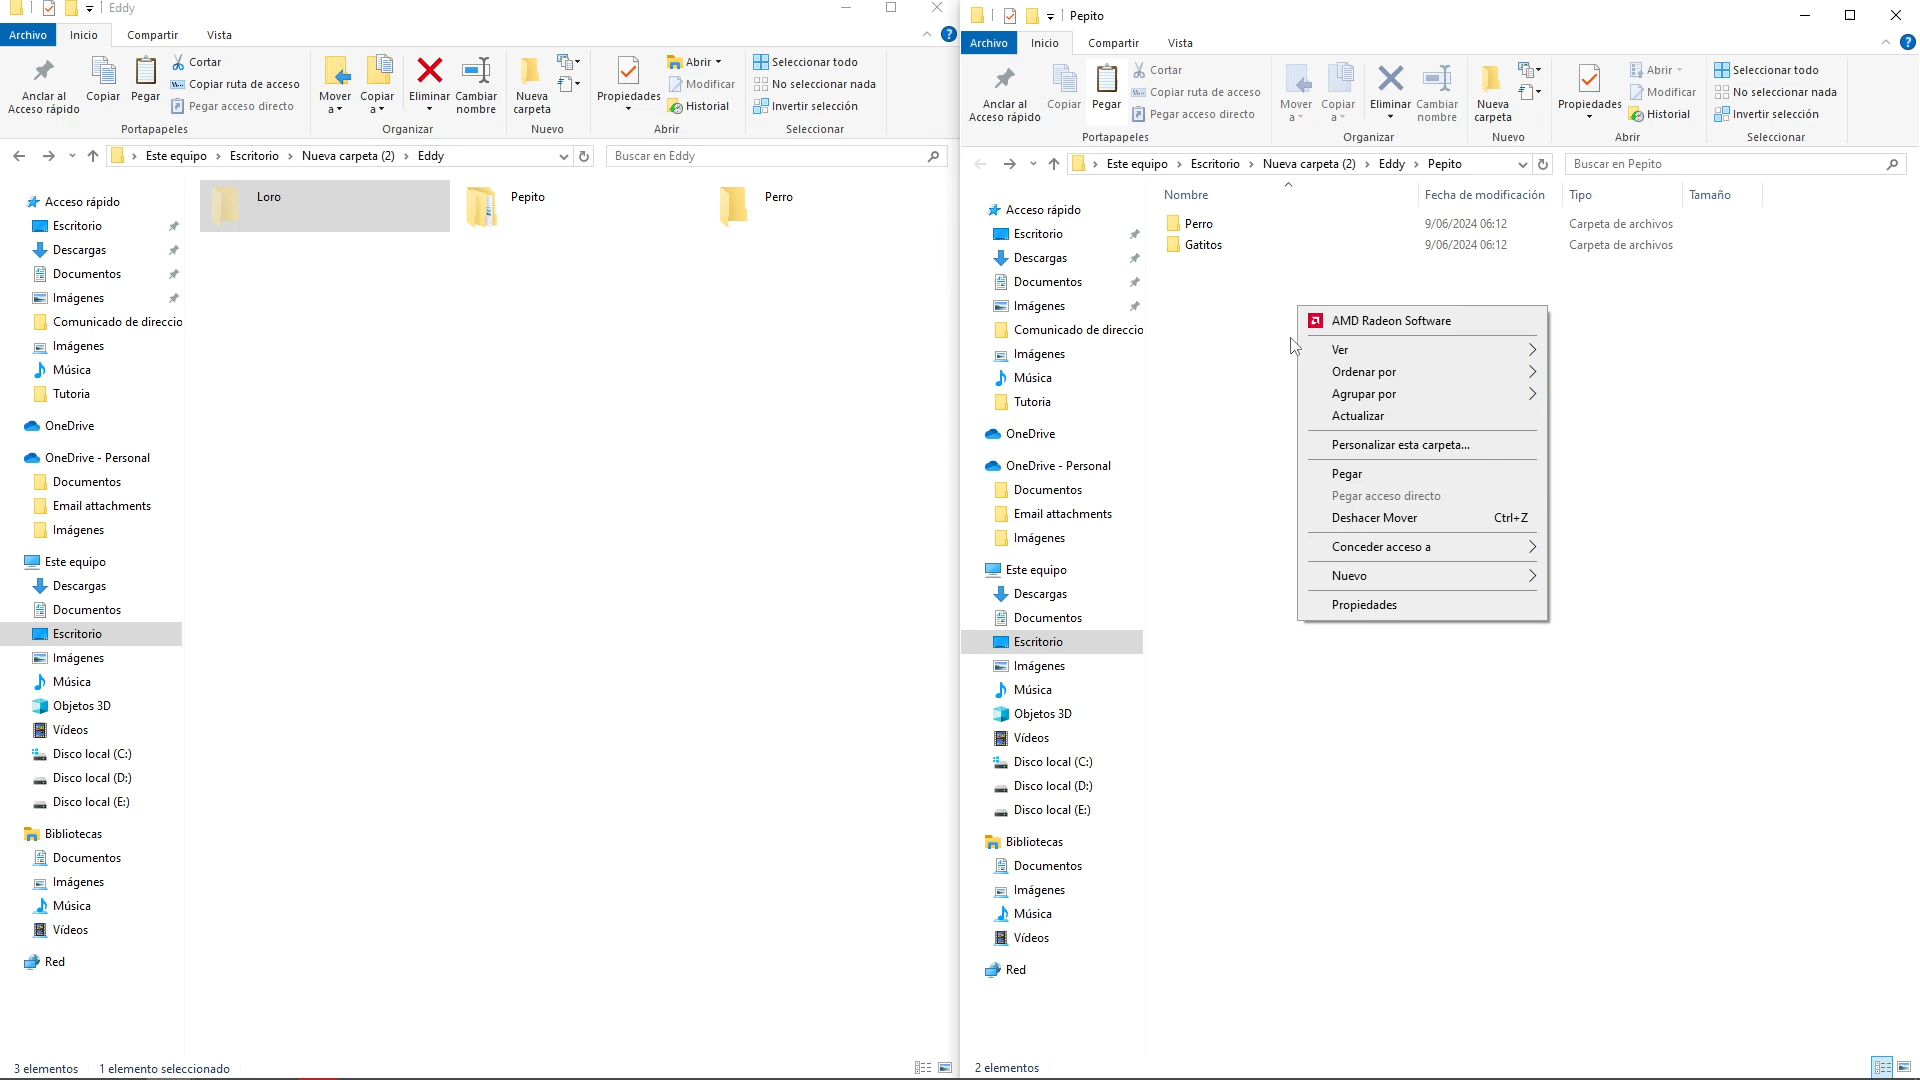 Eddy
Archivo
Inicio
Compartir
Vista
Anclar al
Acceso rápido
Copiar
Pegar
Cortar
Copiar ruta de acceso
Pegar acceso directo
Portapapeles
Mover
a
Copiar
a
Eliminar
Cambiar
nombre
Organizar
Nueva
carpeta
Nuevo
Propiedades
Abrir
Modificar
Historial
Abrir
Seleccionar todo
No seleccionar nada
Invertir selección
Seleccionar
Este equipo
Escritorio
Nueva carpeta (2)
Eddy
Buscar en Eddy
Acceso rápido
Escritorio
Descargas
Documentos
Imágenes
Comunicado de direccio
Imágenes
Música
Tutoria
OneDrive
OneDrive - Personal
Documentos
Email attachments
Imágenes
Este equipo
Descargas
Documentos
Escritorio
Imágenes
Música
Objetos 3D
Vídeos
Disco local (C:)
Disco local (D:)
Disco local (E:)
Bibliotecas
Documentos
Imágenes
Música
Vídeos
Red
Loro
Pepito
Perro
3 elementos
1 elemento seleccionado
Pepito
Archivo
Inicio
Compartir
Vista
Anclar al
Acceso rápido
Copiar
Pegar
Cortar
Copiar ruta de acceso
Pegar acceso directo
Portapapeles
Mover
a
Copiar
a
Eliminar
Cambiar
nombre
Organizar
Nueva
carpeta
Nuevo
Propiedades
Abrir
Modificar
Historial
Abrir
Seleccionar todo
No seleccionar nada
Invertir selección
Seleccionar
Este equipo
Escritorio
Nueva carpeta (2)
Eddy
Pepito
Buscar en Pepito
Acceso rápido
Escritorio
Descargas
Documentos
Imágenes
Comunicado de direccio
Imágenes
Música
Tutoria
OneDrive
OneDrive - Personal
Documentos
Email attachments
Imágenes
Este equipo
Descargas
Documentos
Escritorio
Imágenes
Música
Objetos 3D
Vídeos
Disco local (C:)
Disco local (D:)
Disco local (E:)
Bibliotecas
Documentos
Imágenes
Música
Vídeos
Red
Nombre Fecha de modificación Tipo Tamaño
Perro 9/06/2024 06:12 Carpeta de archivos
Gatitos 9/06/2024 06:12 Carpeta de archivos
AMD Radeon Software
Ver
Ordenar por
Agrupar por
Actualizar
Personalizar esta carpeta...
Pegar
Pegar acceso directo
Deshacer Mover Ctrl+Z
Conceder acceso a
Nuevo
Propiedades
2 elementos